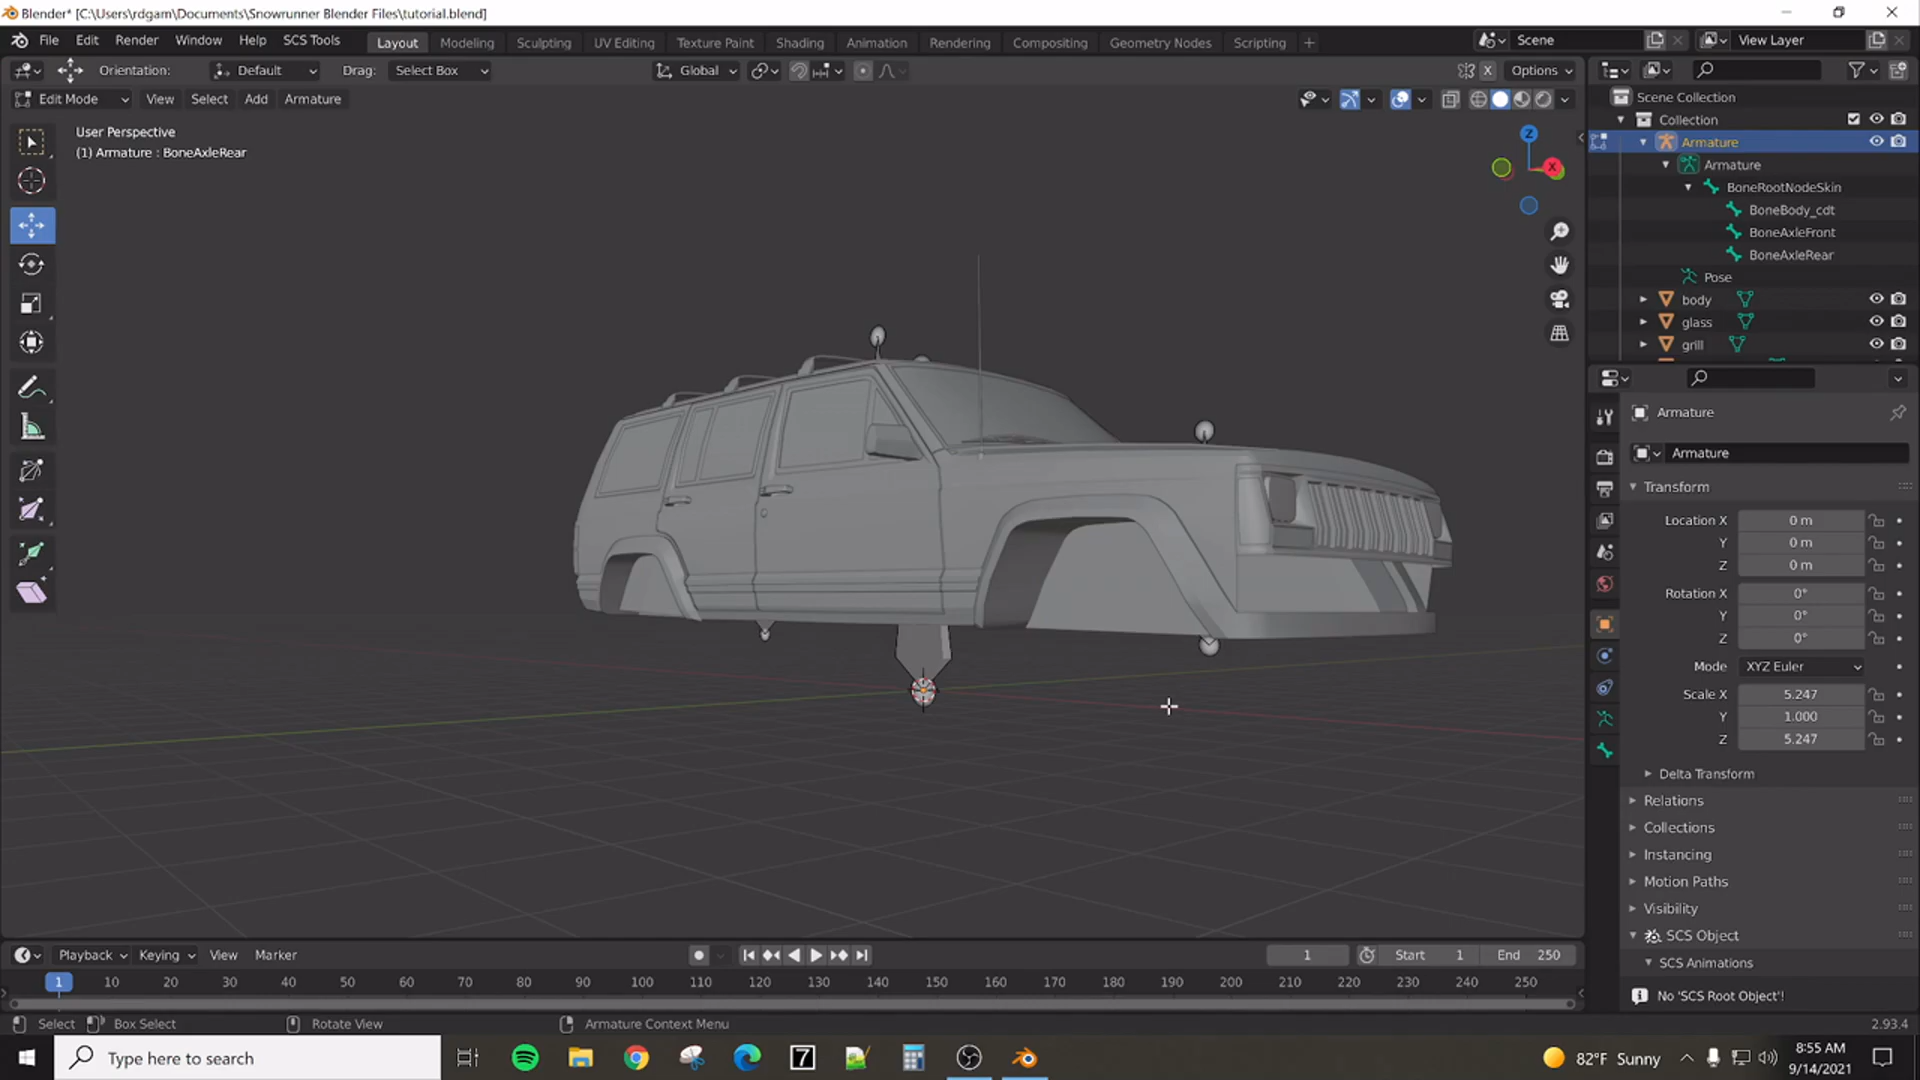 Blender* [C:\Users\rdgam\Documents\Snowrunner Blender Files\tutorial.blend]
File Edit Render Window Help SCS Tools Layout Modeling Sculpting UV Editing Texture Paint Shading Animation Rendering Compositing Geometry Nodes Scripting + Scene View Layer
Orientation: Default Drag: Select Box Global X Options
Edit Mode View Select Add Armature
User Perspective
(1) Armature : BoneAxleRear
Z
X
Scene Collection
Collection
Armature
Armature
BoneRootNodeSkin
BoneBody_cdt
BoneAxleFront
BoneAxleRear
Pose
body
glass
grill
Armature
Armature
Transform
Location X 0 m
Y 0 m
Z 0 m
Rotation X 0°
Y 0°
Z 0°
Mode XYZ Euler
Scale X 5.247
Y 1.000
Z 5.247
Delta Transform
Relations
Collections
Instancing
Motion Paths
Visibility
SCS Object
SCS Animations
No 'SCS Root Object'!
Playback Keying View Marker 1 Start 1 End 250
1 10 20 30 40 50 60 70 80 90 100 110 120 130 140 150 160 170 180 190 200 210 220 230 240 250
Select Box Select Rotate View Armature Context Menu 2.93.4
Type here to search 7 82°F Sunny 8:55 AM
9/14/2021